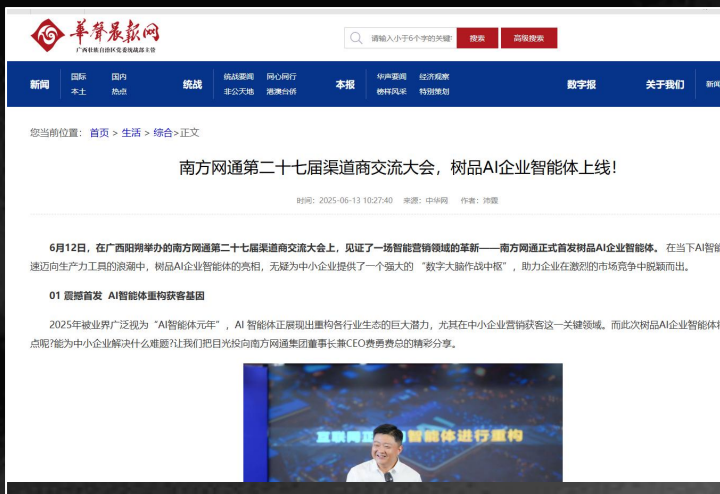 華聲晨報网
广西壮族自治区党委统战部主管
请输入小于6个字的关键
搜索
高级搜索
新闻
国际 国内
本土 热点
统战
统战要闻 同心同行
非公天地 港澳台侨
本报
华声要闻 经济观察
榜样风采 特别策划
数字报
关于我们
新闻
您当前位置： 首页 > 生活 > 综合>正文
南方网通第二十七届渠道商交流大会，树品AI企业智能体上线！
时间：2025-06-13 10:27:40 来源：中华网 作者：沛霖
6月12日，在广西阳朔举办的南方网通第二十七届渠道商交流大会上，见证了一场智能营销领域的革新——南方网通正式首发树品AI企业智能体。 在当下AI智能
速迈向生产力工具的浪潮中，树品AI企业智能体的亮相，无疑为中小企业提供了一个强大的 “数字大脑作战中枢” ，助力企业在激烈的市场竞争中脱颖而出。
01 震撼首发 AI智能体重构获客基因
2025年被业界广泛视为 “AI智能体元年” ，AI 智能体正展现出重构各行业生态的巨大潜力，尤其在中小企业营销获客这一关键领域。而此次树品AI企业智能体
点呢?能为中小企业解决什么难题?让我们把目光投向南方网通集团董事长兼CEO费勇费总的精彩分享。
互联网正 智能体进行重构